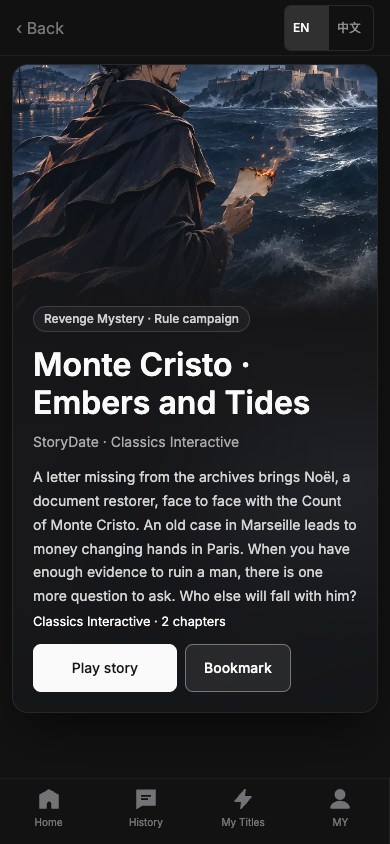 ‹ Back
EN 中文
Revenge Mystery · Rule campaign
Monte Cristo ·
Embers and Tides
StoryDate · Classics Interactive
A letter missing from the archives brings Noël, a
document restorer, face to face with the Count
of Monte Cristo. An old case in Marseille leads to
money changing hands in Paris. When you have
enough evidence to ruin a man, there is one
more question to ask. Who else will fall with him?
Classics Interactive · 2 chapters
Play story Bookmark
Home History My Titles MY